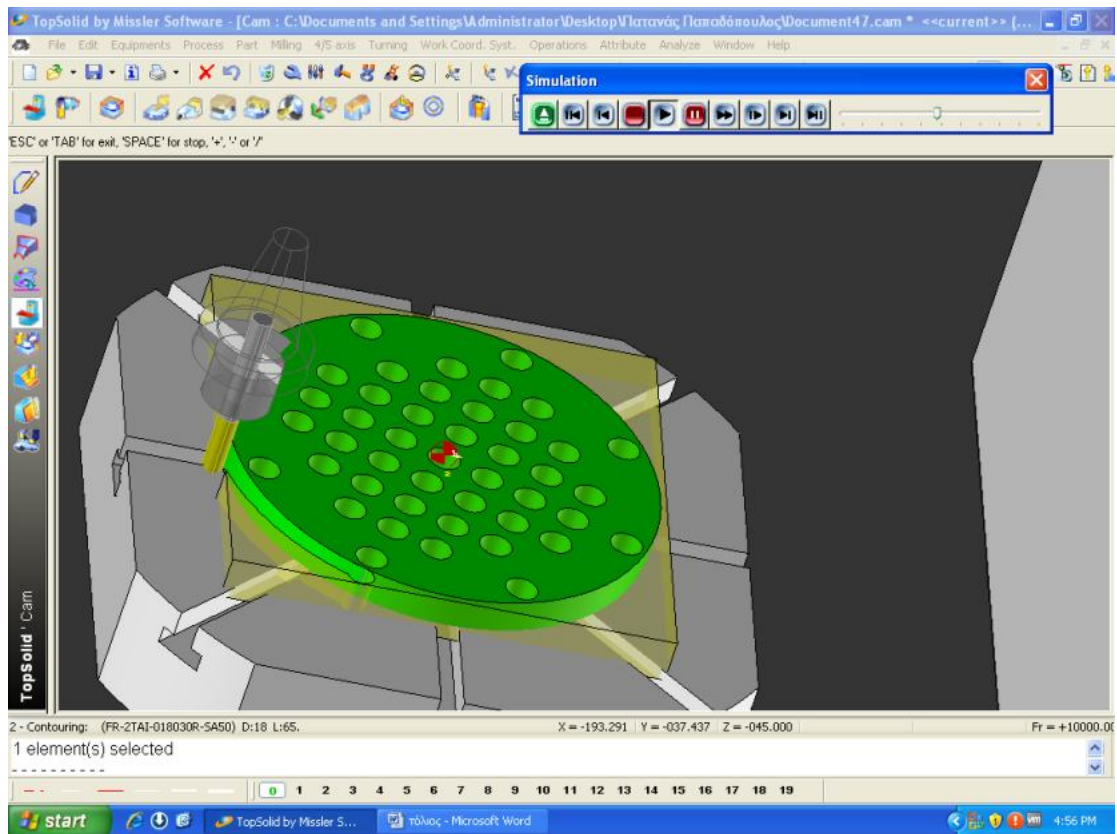 TopSolid by Missler Software - [Cam : C:\Documents and Settings\Administrator\Desktop\Πατανάς Παπαδόπουλος\Document47.cam * <<current>> (...
File Edit Equipments Process Part Milling 4/5-axis Turning Work Coord. Syst. Operations Attribute Analyze Window Help
Simulation
'ESC' or 'TAB' for exit, 'SPACE' for stop, '+', '-' or '/'
TopSolid'Cam
2 - Contouring: (FR-2TAI-018030R-SA50) D:18 L:65. X = -193.291 Y = -037.437 Z = -045.000 Fr = +10000.00
1 element(s) selected
----------
0 1 2 3 4 5 6 7 8 9 10 11 12 13 14 15 16 17 18 19
start TopSolid by Missler S... τόλιος - Microsoft Word 4:56 PM